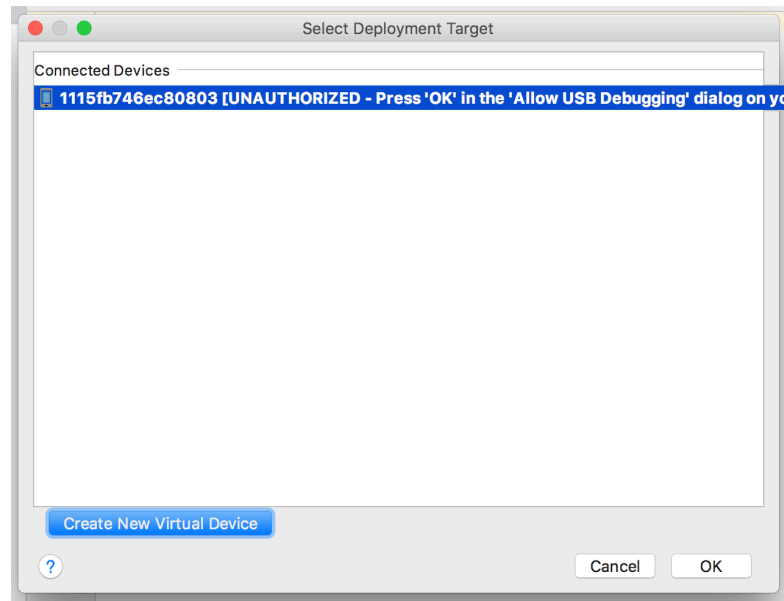 Select Deployment Target
Connected Devices
1115fb746ec80803 [UNAUTHORIZED - Press 'OK' in the 'Allow USB Debugging' dialog on
Create New Virtual Device
?
Cancel
OK